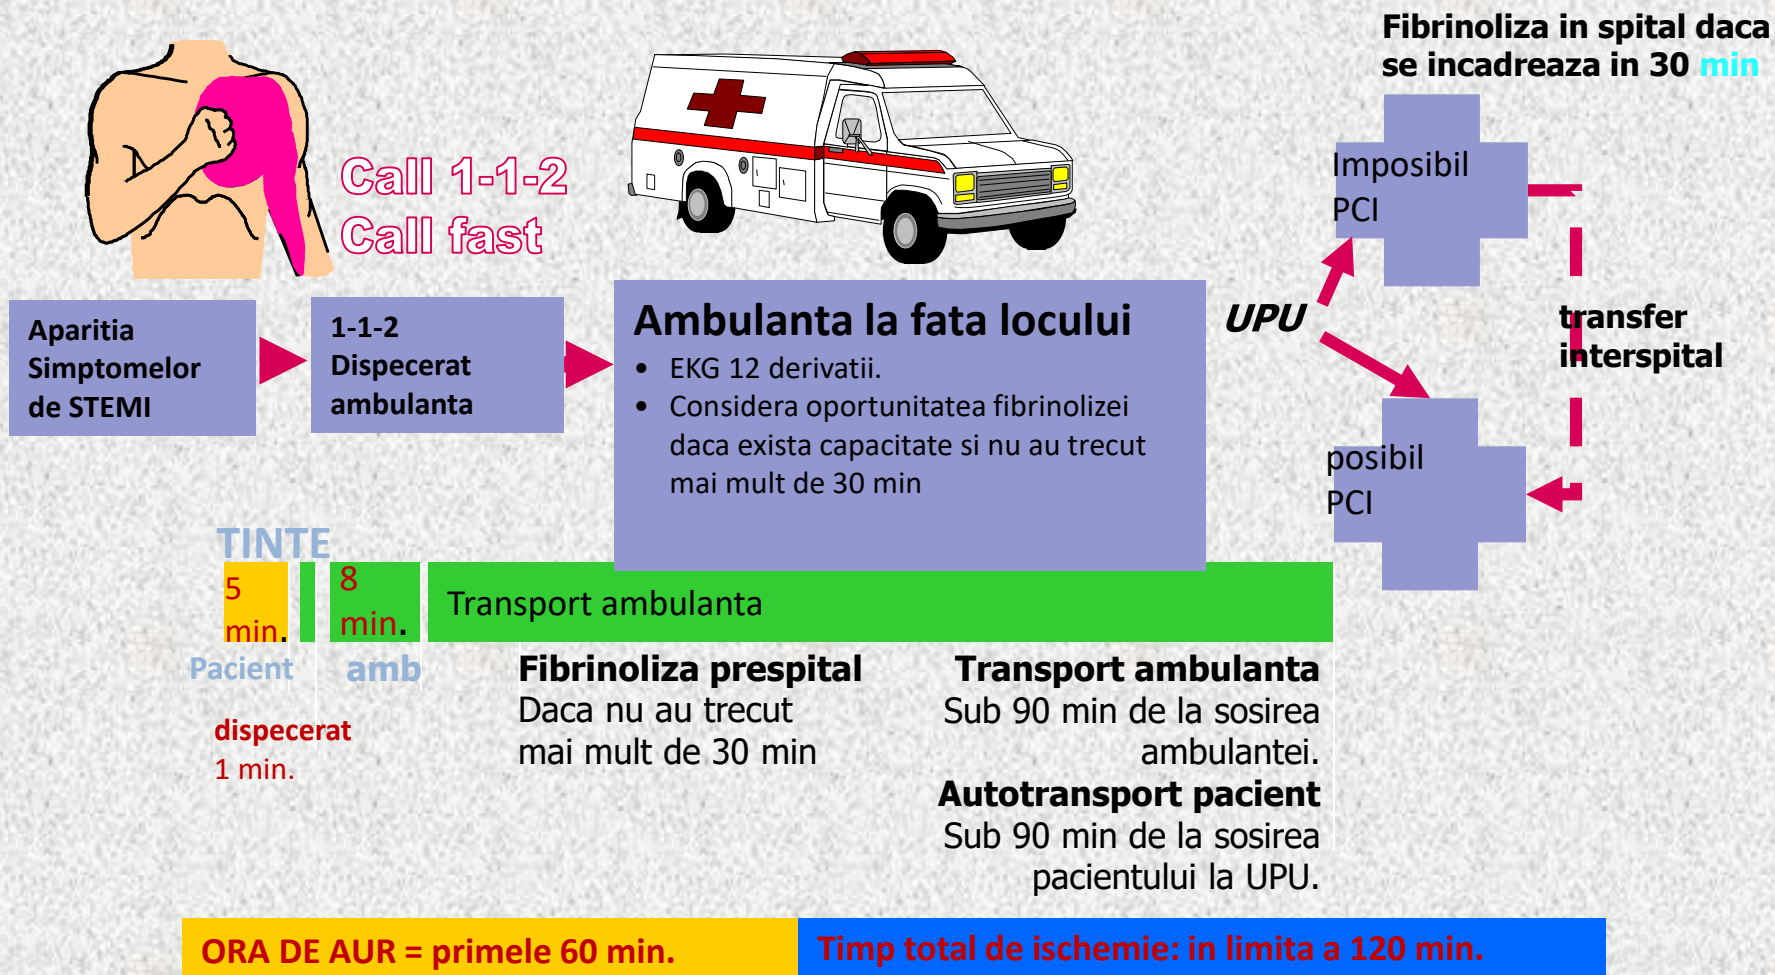 Fibrinoliza in spital daca
se incadreaza in 30 min
Call 1-1-2
Call fast
Imposibil
PCI
Aparitia
Simptomelor
de STEMI
1-1-2
Dispecerat
ambulanta
Ambulanta la fata locului
• EKG 12 derivatii.
• Considera oportunitatea fibrinolizei
daca exista capacitate si nu au trecut
mai mult de 30 min
UPU
transfer
interspital
posibil
PCI
TINTE
5
min.
8
min.
Transport ambulanta
Pacient
amb
dispecerat
1 min.
Fibrinoliza prespital
Daca nu au trecut
mai mult de 30 min
Transport ambulanta
Sub 90 min de la sosirea
ambulantei.
Autotransport pacient
Sub 90 min de la sosirea
pacientului la UPU.
ORA DE AUR = primele 60 min.
Timp total de ischemie: in limita a 120 min.